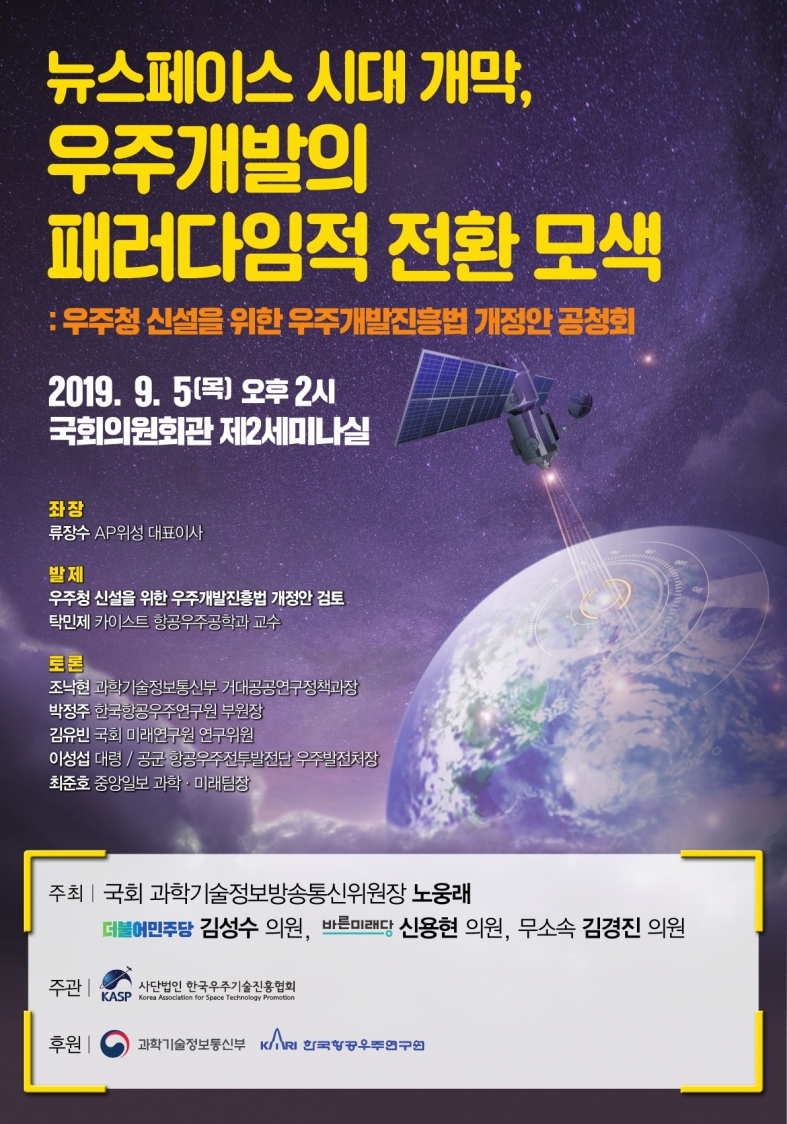 뉴스페이스 시대 개막,
우주개발의
패러다임적 전환 모색
: 우주청 신설을 위한 우주개발진흥법 개정안 공청회
2019. 9. 5(목) 오후 2시
국회의원회관 제2세미나실
좌장
류장수 AP위성 대표이사
발제
우주청 신설을 위한 우주개발진흥법 개정안 검토
탁민제 카이스트 항공우주공학과 교수
토론
조낙현 과학기술정보통신부 거대공공연구정책과장
박정주 한국항공우주연구원 부원장
김유빈 국회 미래연구원 연구위원
이성섭 대령 / 공군 항공우주전투발전단 우주발전처장
최준호 중앙일보 과학 · 미래팀장
주최 | 국회 과학기술정보방송통신위원장 노웅래
더불어민주당 김성수 의원, 바른미래당 신용현 의원, 무소속 김경진 의원
주관 | KASP 사단법인 한국우주기술진흥협회
Korea Association for Space Technology Promotion
후원 | 과학기술정보통신부 KARI 한국항공우주연구원